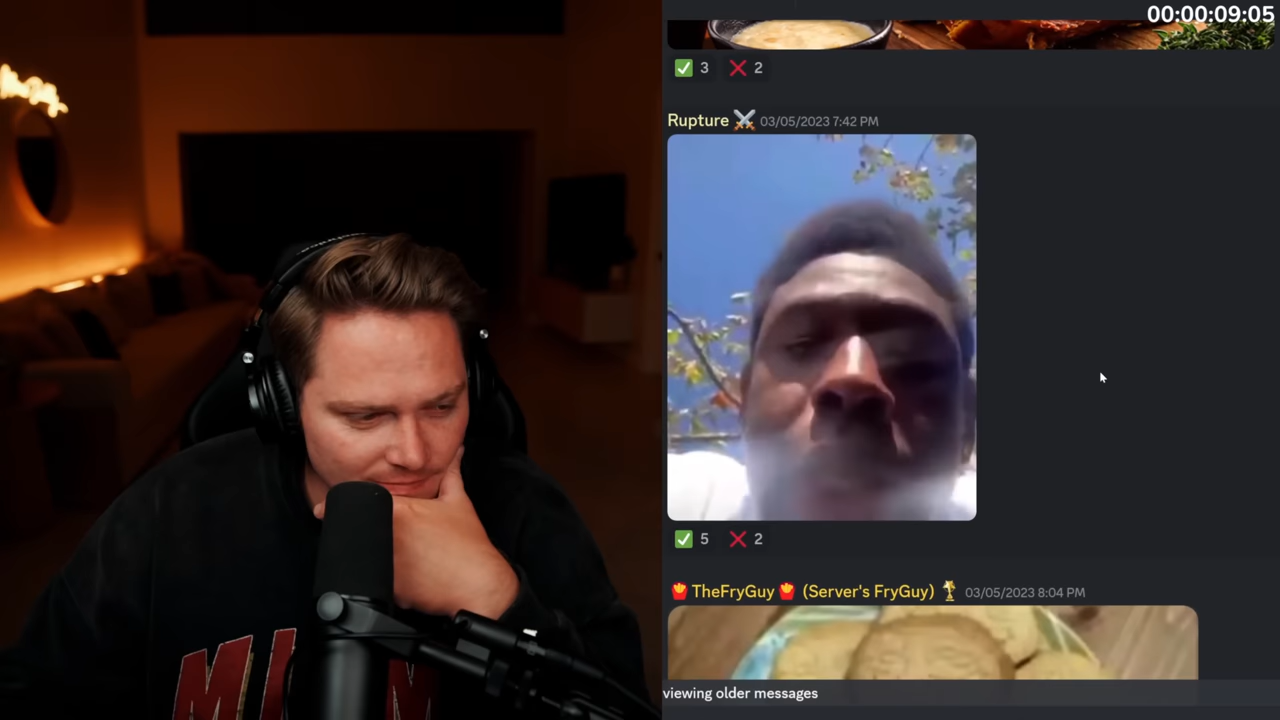 00:00:09:05
3 2
Rupture 03/05/2023 7:42 PM
5 2
TheFryGuy (Server's FryGuy) 03/05/2023 8:04 PM
viewing older messages